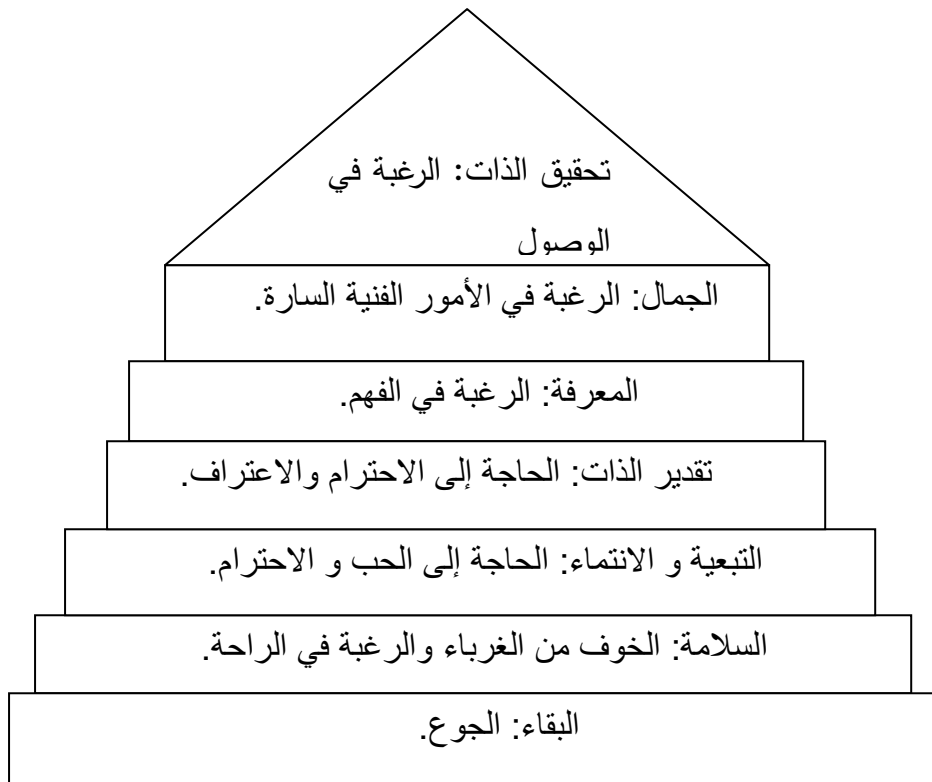 تحقيق الذات: الرغبة في
الوصول
الجمال: الرغبة في الأمور الفنية السارة.
المعرفة: الرغبة في الفهم.
تقدير الذات: الحاجة إلى الاحترام والاعتراف.
التبعية و الانتماء: الحاجة إلى الحب و الاحترام.
السلامة: الخوف من الغرباء والرغبة في الراحة.
البقاء: الجوع.